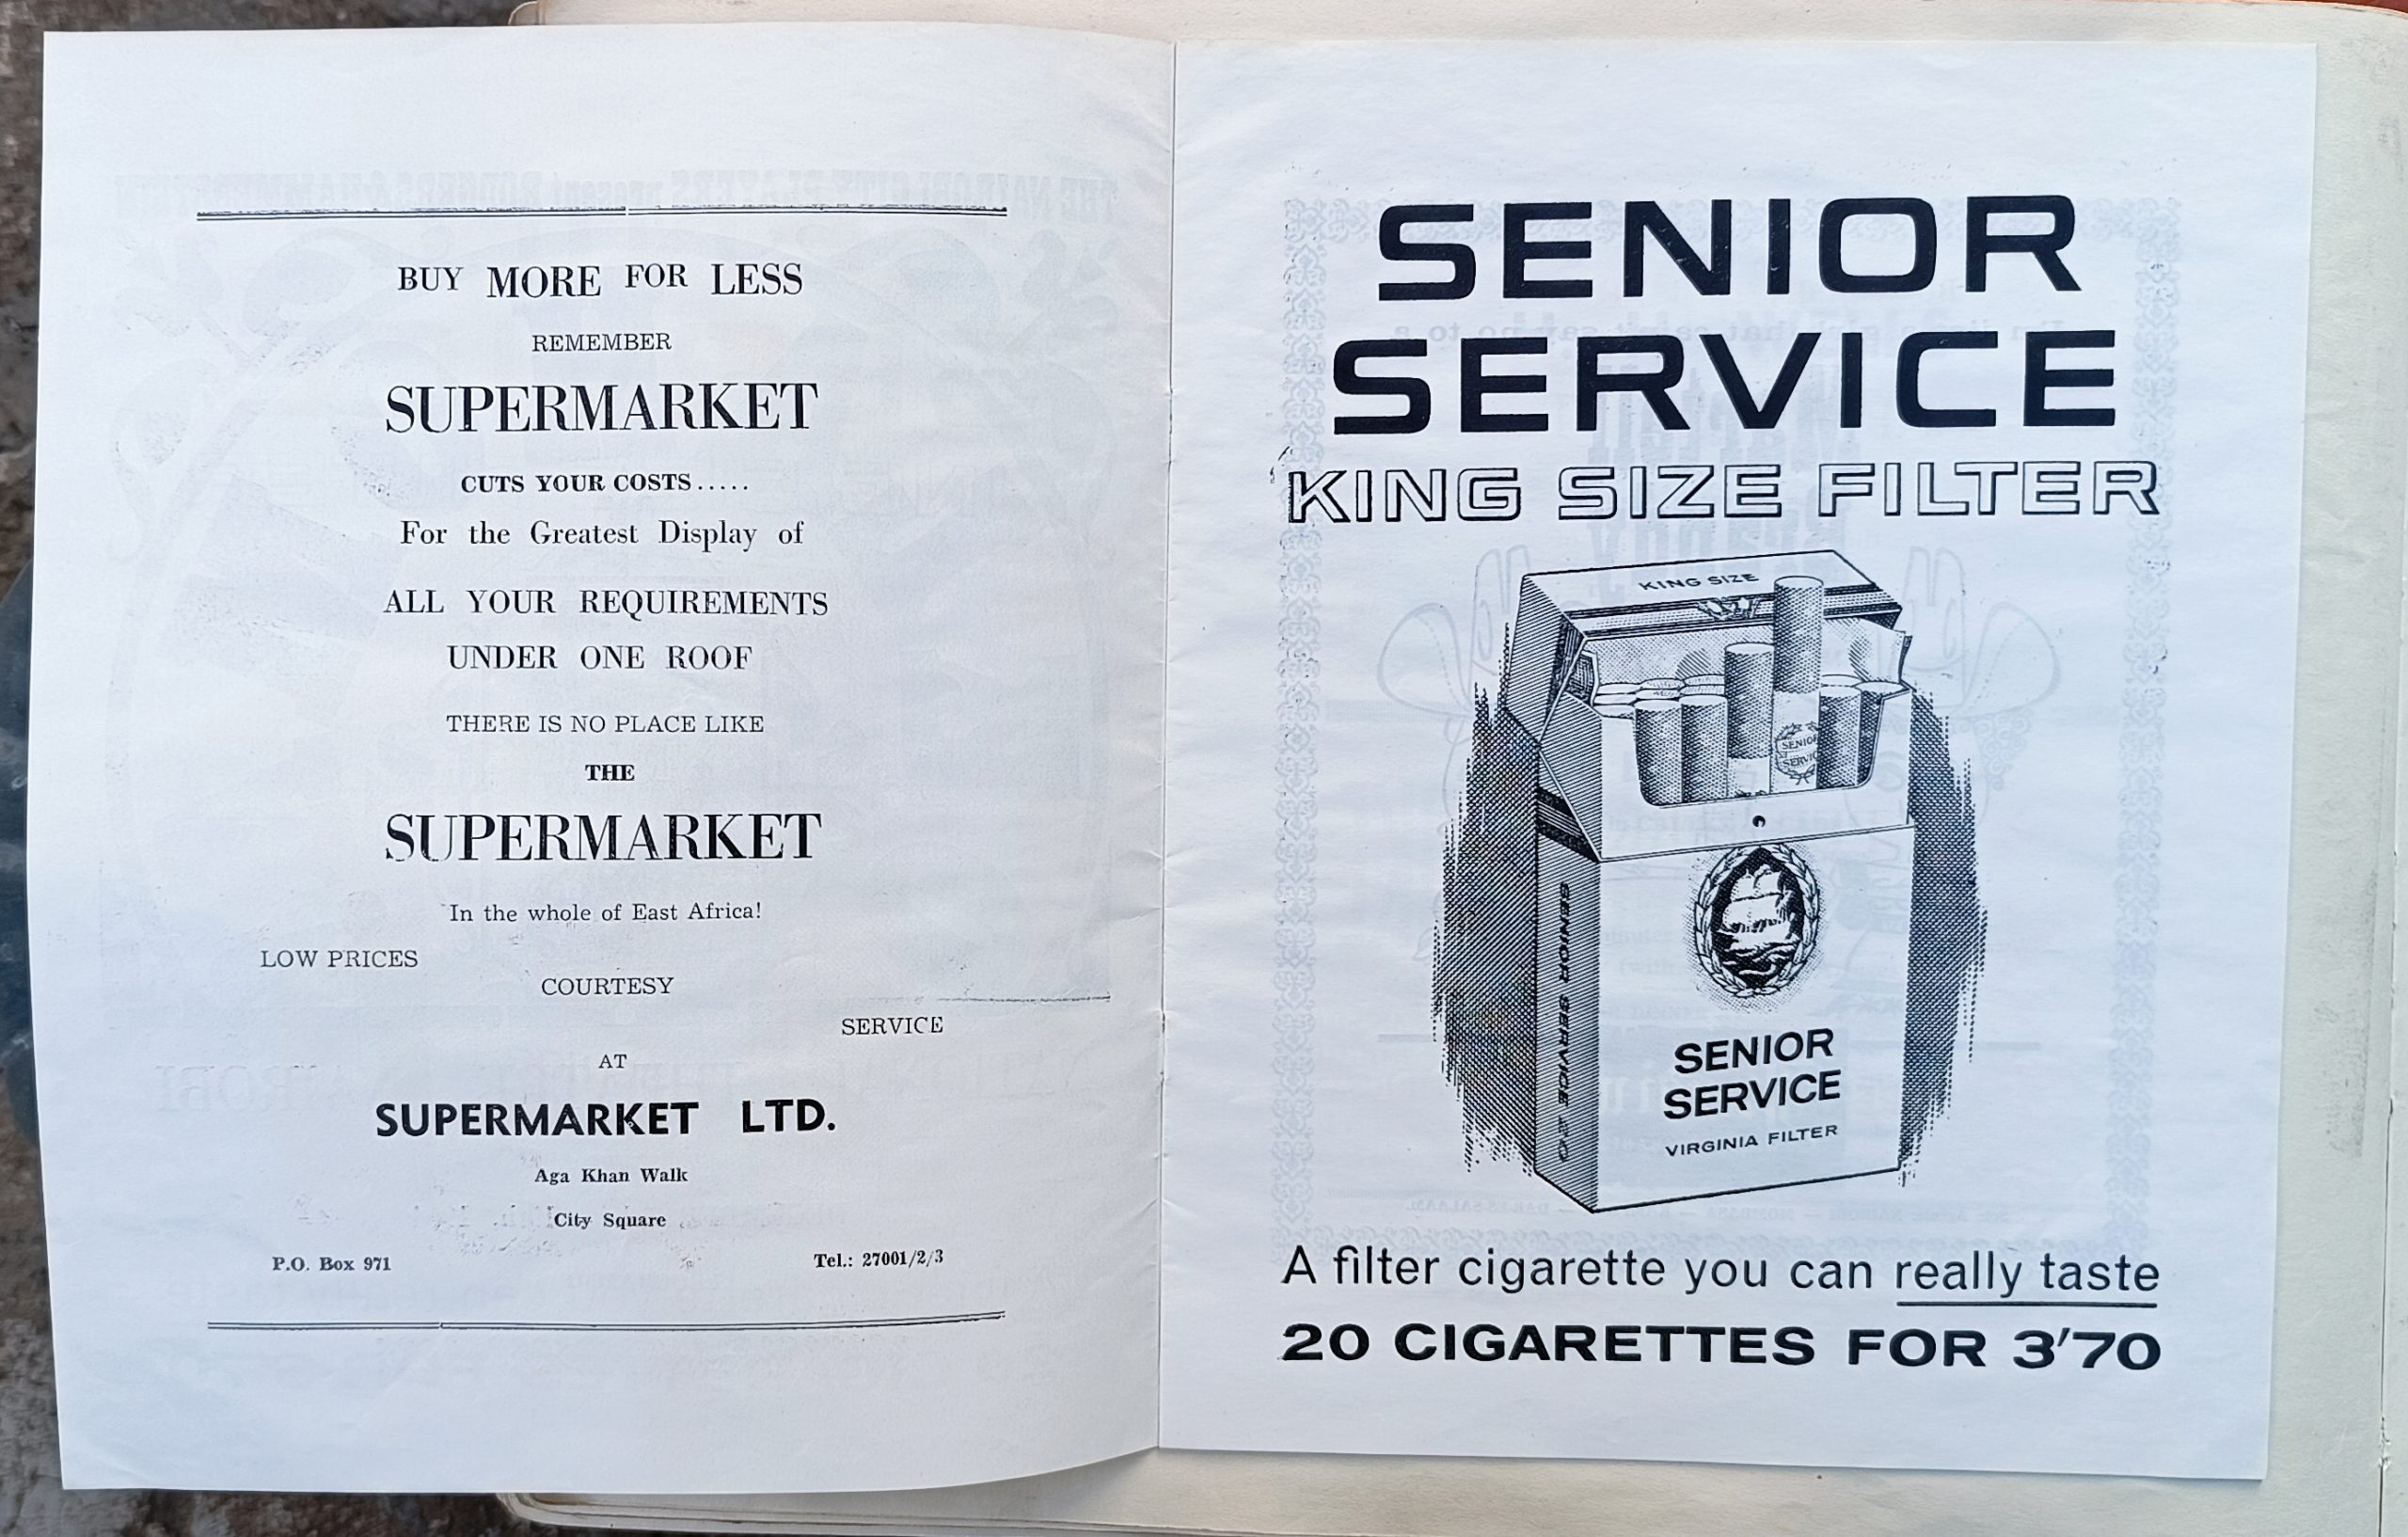 BUY MORE FOR LESS
REMEMBER
SUPERMARKET
CUTS YOUR COSTS.....
For the Greatest Display of
ALL YOUR REQUIREMENTS
UNDER ONE ROOF
THERE IS NO PLACE LIKE
THE
SUPERMARKET
In the whole of East Africa!
LOW PRICES
COURTESY
SERVICE
AT
SUPERMARKET LTD.
Aga Khan Walk
City Square
P.O. Box 971
Tel.: 27001/2/3
SENIOR
SERVICE
KING SIZE FILTER
KING SIZE
SENIOR
SERVICE
SENIOR SERVICE 20
SENIOR
SERVICE
VIRGINIA FILTER
A filter cigarette you can really taste
20 CIGARETTES FOR 3'70